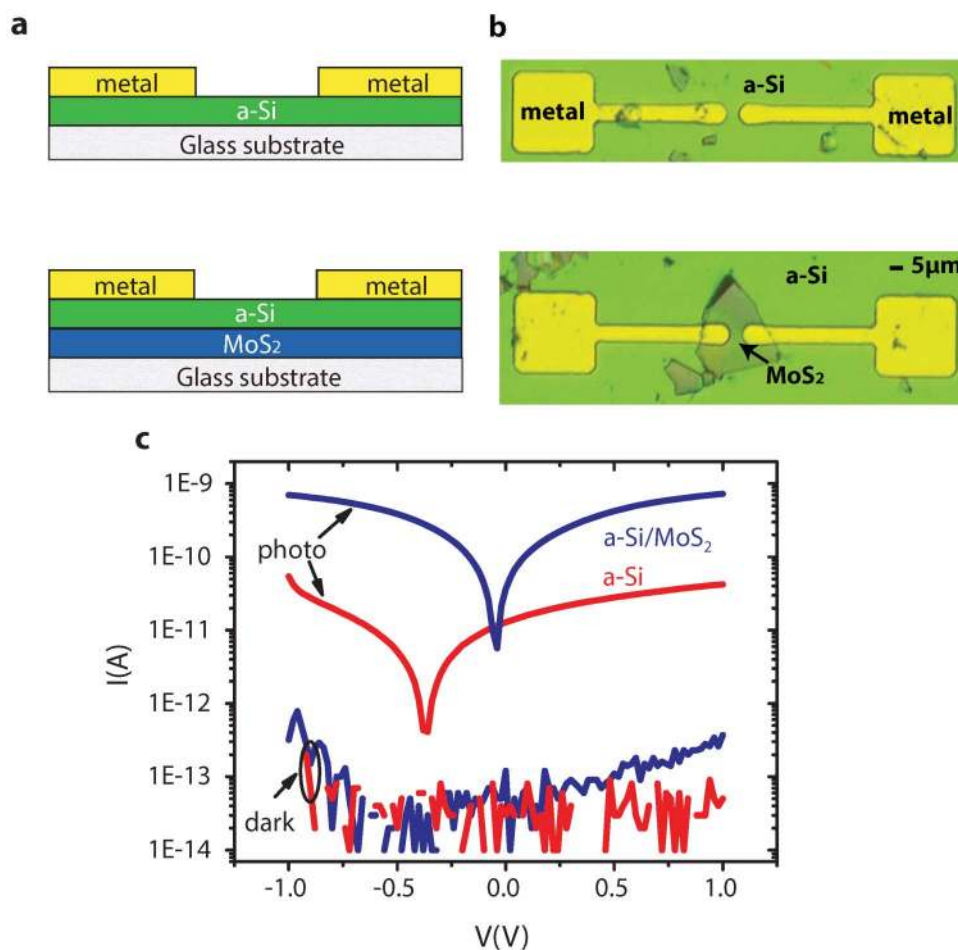 a
metal
metal
a-Si
Glass substrate
metal
metal
a-Si
MoS2
Glass substrate
b
a-Si
metal
metal
a-Si
5μm
MoS2
c
1E-9
1E-10
1E-11
1E-12
1E-13
1E-14
I(A)
photo
a-Si/MoS2
a-Si
dark
-1.0
-0.5
0.0
0.5
1.0
V(V)